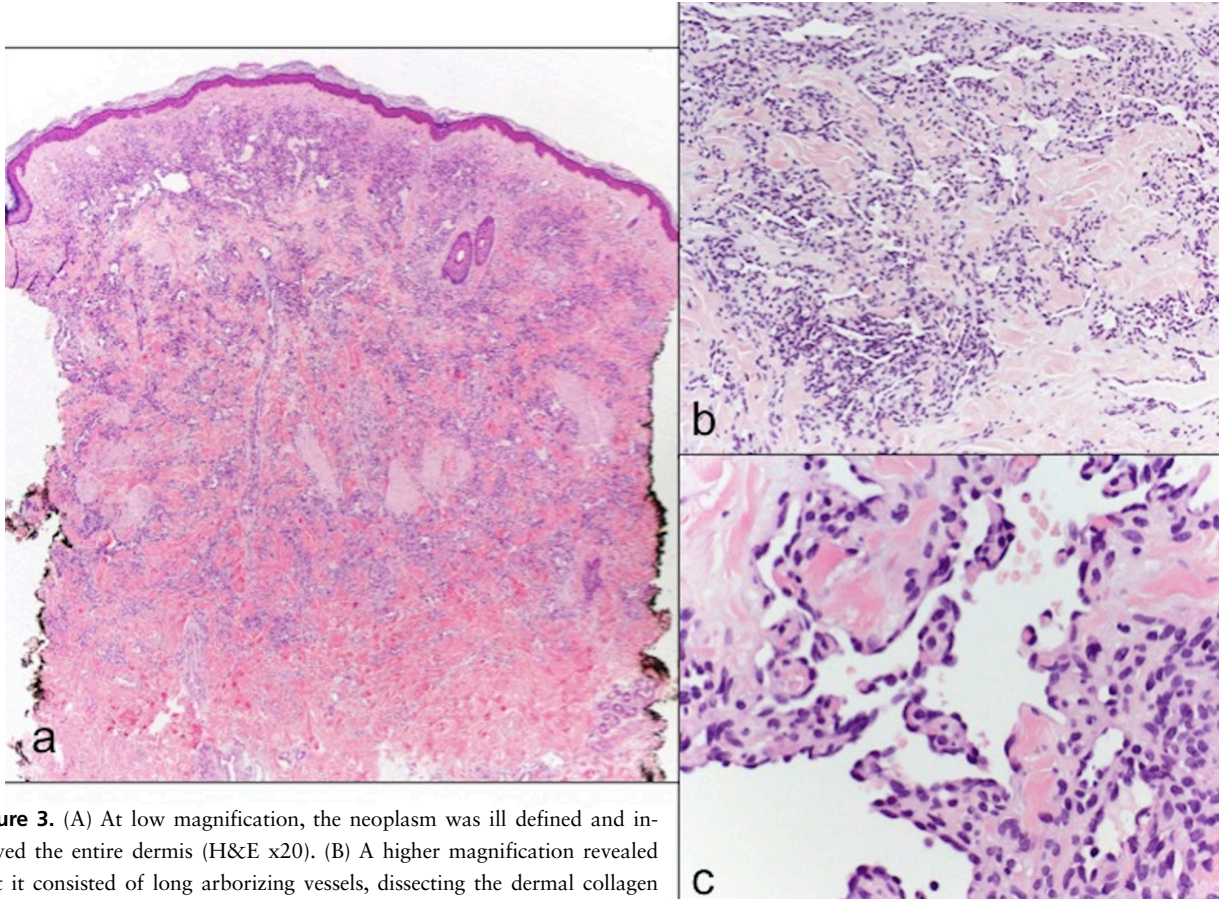 a
b
c
ure 3. (A) At low magnification, the neoplasm was ill defined and in-
ved the entire dermis (H&E x20). (B) A higher magnification revealed
t it consisted of long arborizing vessels, dissecting the dermal collagen